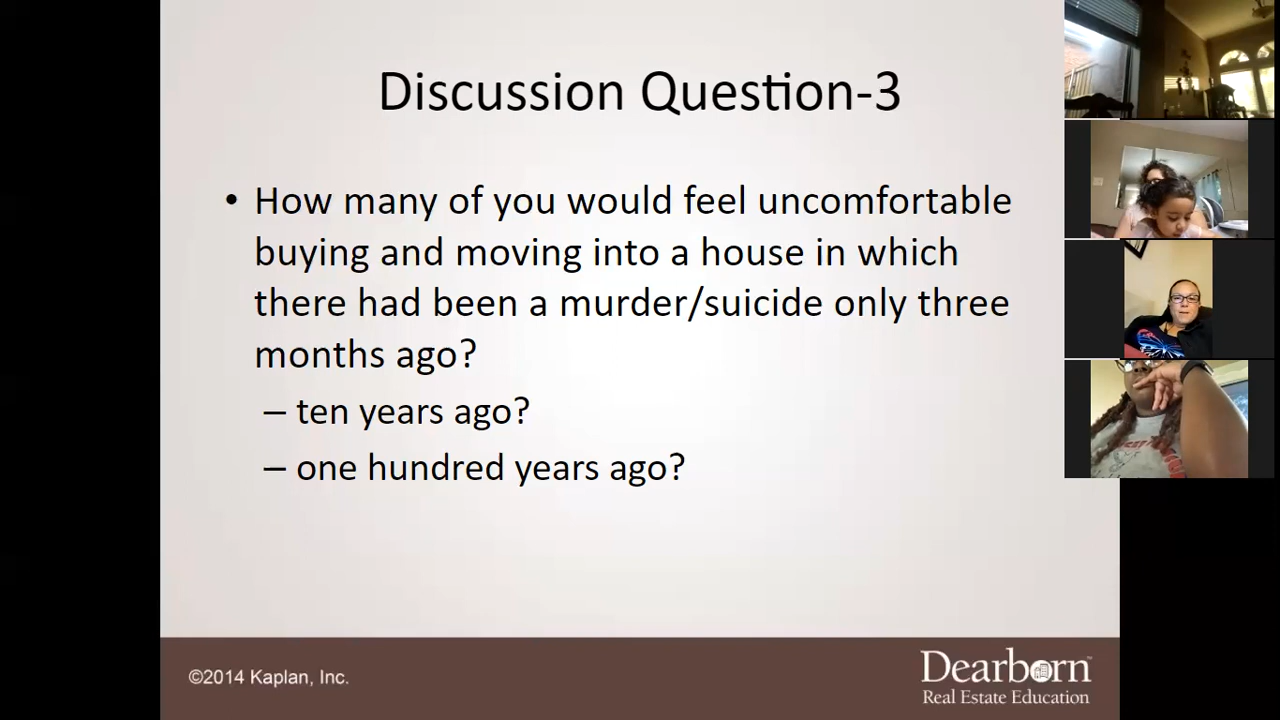 Discussion Question-3
• How many of you would feel uncomfortable
buying and moving into a house in which
there had been a murder/suicide only three
months ago?
– ten years ago?
– one hundred years ago?
©2014 Kaplan, Inc.
Dearborn™
Real Estate Education